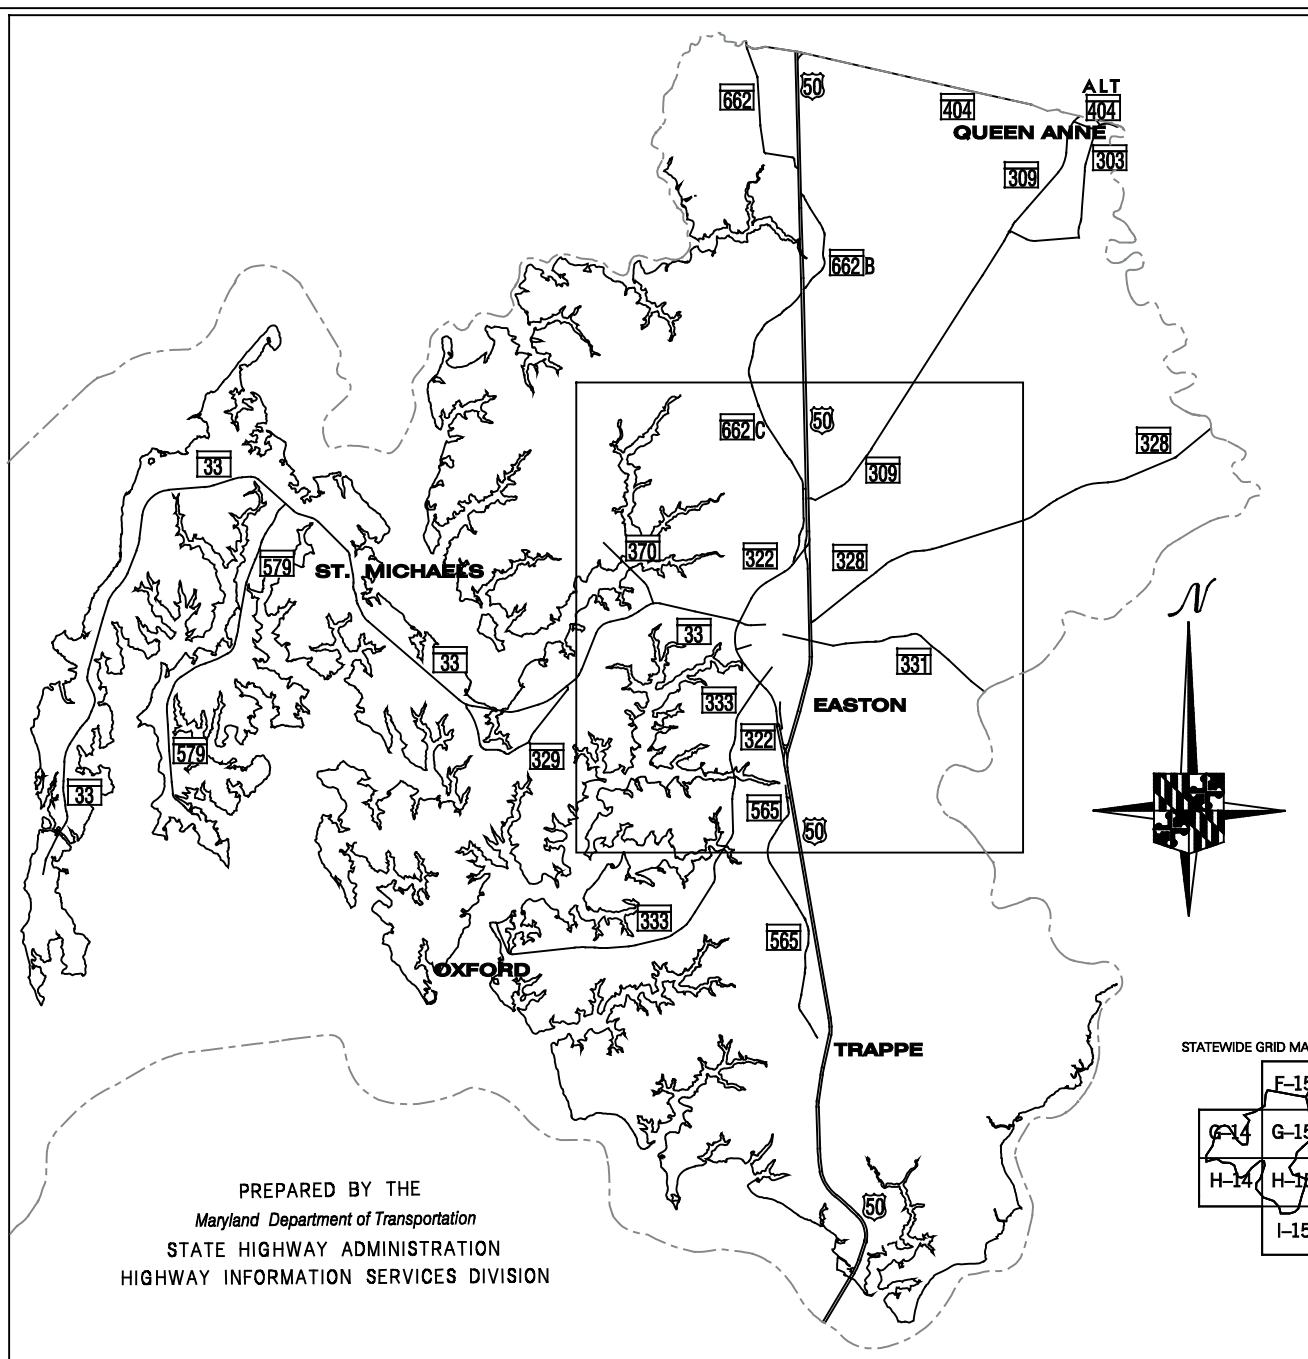 662
50
404
ALT
404
QUEEN ANNE
303
309
662 B
662 C
50
328
33
309
370
322
328
579
ST. MICHAELS
N
33
33
331
333
EASTON
322
579
329
33
565
50
333
565
OXFORD
TRAPPE
STATEWIDE GRID MA
F-15
G-14
G-15
H-14
H-15
I-15
50
PREPARED BY THE
Maryland Department of Transportation
STATE HIGHWAY ADMINISTRATION
HIGHWAY INFORMATION SERVICES DIVISION